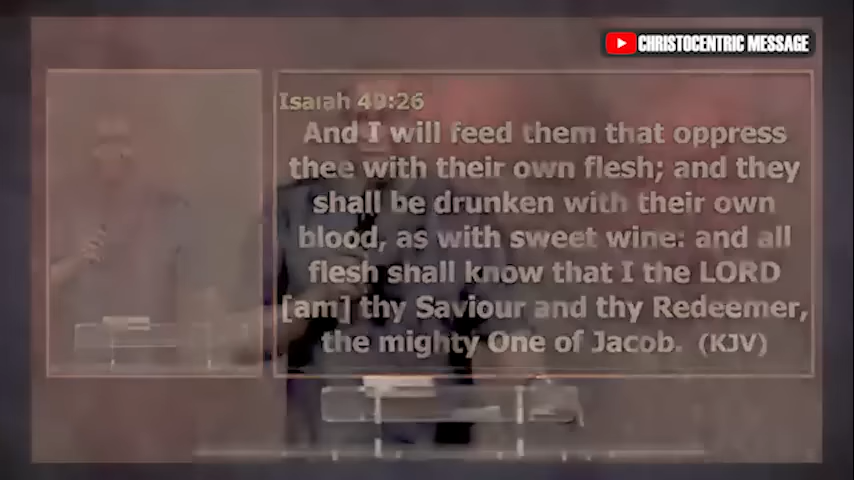 CHRISTOCENTRIC MESSAGE
Isaiah 49:26
And I will feed them that oppress
thee with their own flesh; and they
shall be drunken with their own
blood, as with sweet wine: and all
flesh shall know that I the LORD
[am] thy Saviour and thy Redeemer,
the mighty One of Jacob. (KJV)